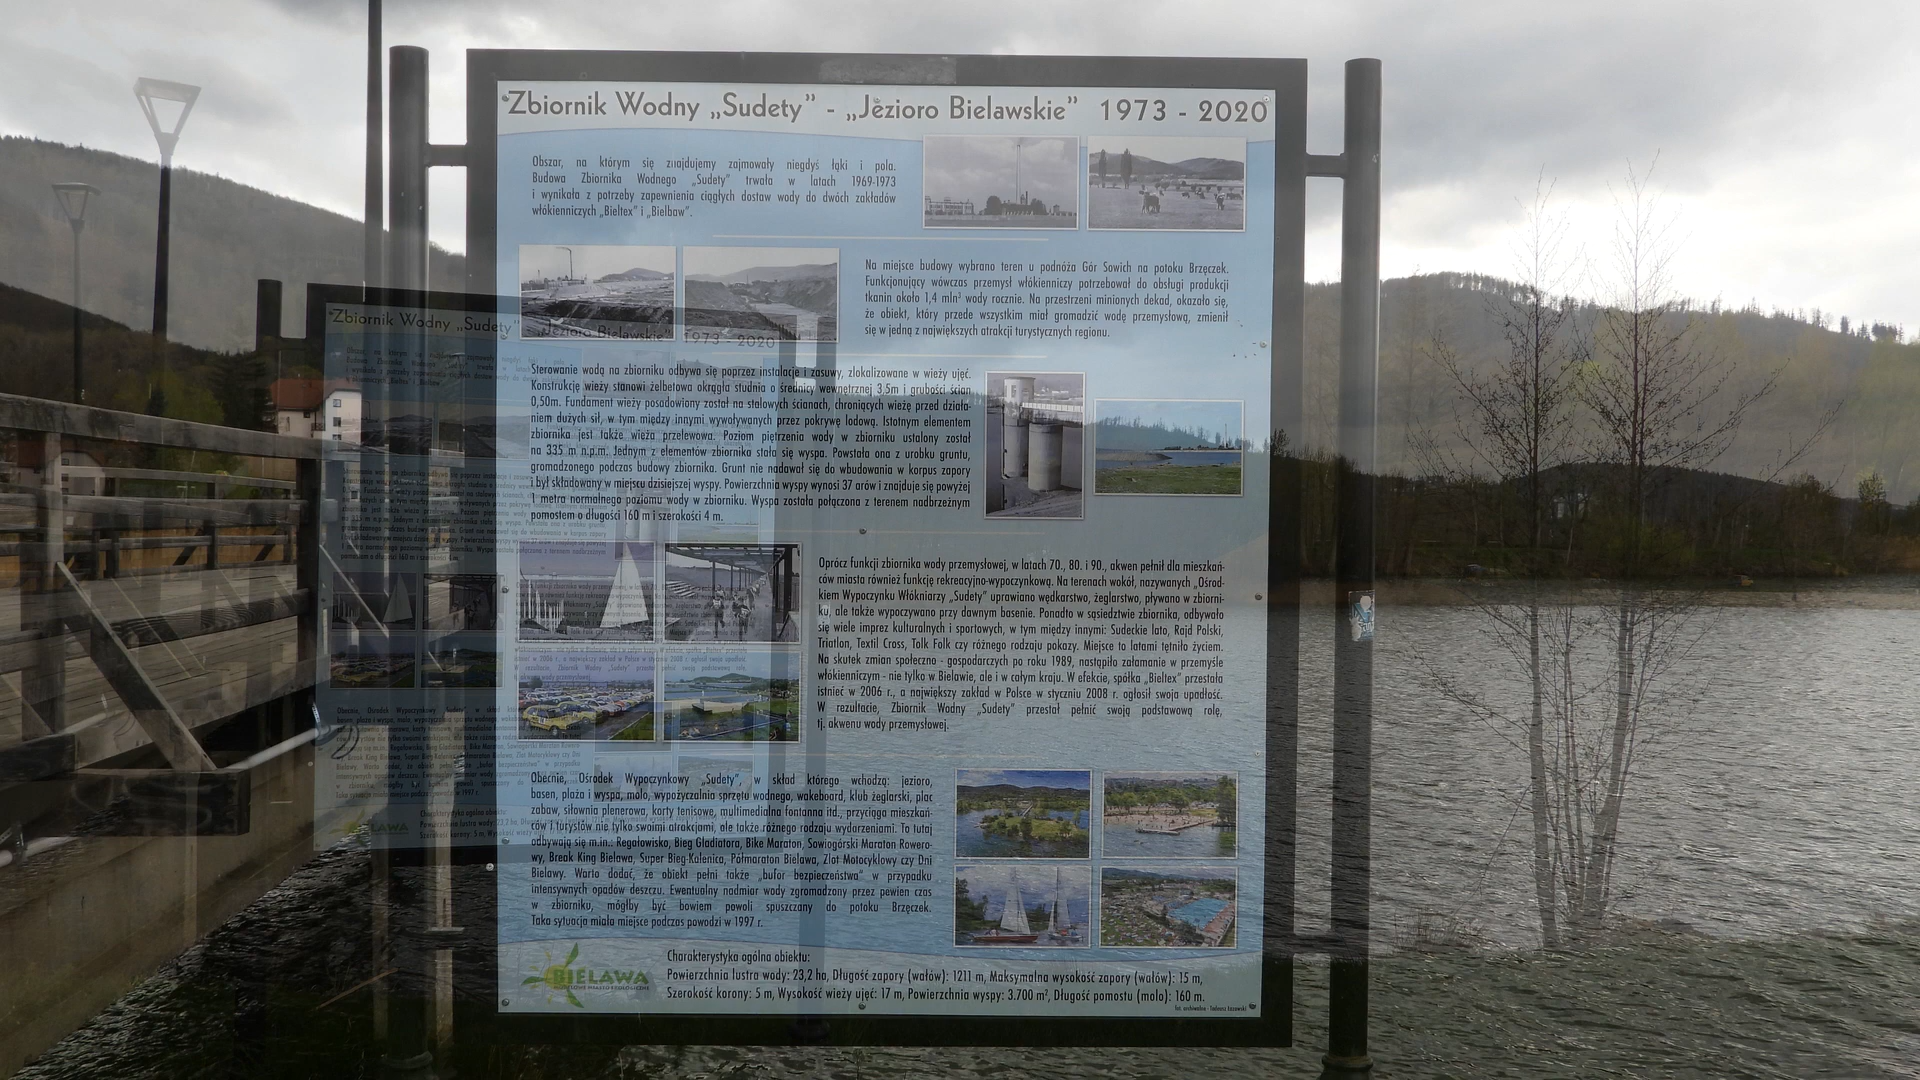 Zbiornik Wodny „Sudety” - „Jezioro Bielawskie” 1973 - 2020
Obszar, na którym się znajdujemy zajmowały niegdyś łąki i pola.
Budowa Zbiornika Wodnego „Sudety” trwała w latach 1969-1973
i wynikała z potrzeby zapewnienia ciągłych dostaw wody do dwóch zakładów
włókienniczych „Bieltex” i „Bielbaw”.
Na miejsce budowy wybrano teren u podnóża Gór Sowich na potoku Brzęczek.
Funkcjonujący wówczas przemysł włókienniczy potrzebował do obsługi produkcji
tkanin około 1,4 mln³ wody rocznie. Na przestrzeni minionych dekad, okazało się,
że obiekt, który przede wszystkim miał gromadzić wodę przemysłową, zmienił
się w jedną z największych atrakcji turystycznych regionu.
Sterowanie wodą na zbiorniku odbywa się poprzez instalacje i zasuwy, zlokalizowane w wieży ujęć.
Konstrukcję wieży stanowi żelbetowa okrągła studnia o średnicy wewnętrznej 3,5m i grubości ścian
0,50m. Fundament wieży posadowiony został na stalowych ścianach, chroniących wieżę przed działa-
niem dużych sił, w tym między innymi wywoływanych przez pokrywę lodową. Istotnym elementem
zbiornika jest także wieża przelewowa. Poziom piętrzenia wody w zbiorniku ustalony został
na 335 m n.p.m. Jednym z elementów zbiornika stała się wyspa. Powstała ona z urobku gruntu,
gromadzonego podczas budowy zbiornika. Grunt nie nadawał się do wbudowania w korpus zapory
i był składowany w miejscu dzisiejszej wyspy. Powierzchnia wyspy wynosi 37 arów i znajduje się powyżej
1 metra normalnego poziomu wody w zbiorniku. Wyspa została połączona z terenem nadbrzeżnym
pomostem o długości 160 m i szerokości 4 m.
Oprócz funkcji zbiornika wody przemysłowej, w latach 70., 80. i 90., akwen pełnił dla mieszkań-
ców miasta również funkcję rekreacyjno-wypoczynkową. Na terenach wokół, nazywanych „Ośrod-
kiem Wypoczynku Włókniarzy „Sudety” uprawiano wędkarstwo, żeglarstwo, pływano w zbiorni-
ku, ale także wypoczywano przy dawnym basenie. Ponadto w sąsiedztwie zbiornika, odbywało
się wiele imprez kulturalnych i sportowych, w tym między innymi: Sudeckie lato, Rajd Polski,
Triatlon, Textil Cross, Tolk Folk czy różnego rodzaju pokazy. Miejsce to latami tętniło życiem.
Na skutek zmian społeczno - gospodarczych po roku 1989, nastąpiło załamanie w przemyśle
włókienniczym - nie tylko w Bielawie, ale i w całym kraju. W efekcie, spółka „Bieltex” przestała
istnieć w 2006 r., a największy zakład w Polsce w styczniu 2008 r. ogłosił swoja upadłość.
W rezultacie, Zbiornik Wodny „Sudety” przestał pełnić swoją podstawową rolę,
tj. akwenu wody przemysłowej.
Obecnie, Ośrodek Wypoczynkowy „Sudety”, w skład którego wchodzą: jezioro,
basen, plaża i wyspa, molo, wypożyczalnia sprzętu wodnego, wakeboard, klub żeglarski, plac
zabaw, siłownia plenerowa, korty tenisowe, multimedialna fontanna itd., przyciąga mieszkań-
ców i turystów nie tylko swoimi atrakcjami, ale także różnego rodzaju wydarzeniami. To tutaj
odbywają się m.in.: Regałowisko, Bieg Gladiatora, Bike Maraton, Sowiogórski Maraton Rowero-
wy, Break King Bielawa, Super Bieg-Kalenica, Półmaraton Bielawa, Zlot Motocyklowy czy Dni
Bielawy. Warto dodać, że obiekt pełni także „bufor bezpieczeństwa” w przypadku
intensywnych opadów deszczu. Ewentualny nadmiar wody zgromadzony przez pewien czas
w zbiorniku, mógłby być bowiem powoli spuszczany do potoku Brzęczek.
Taka sytuacja miała miejsce podczas powodzi w 1997 r.
BIELAWA
Charakterystyka ogólna obiektu:
Powierzchnia lustra wody: 23,2 ha, Długość zapory (wałów): 1211 m, Maksymalna wysokość zapory (wałów): 15 m,
Szerokość korony: 5 m, Wysokość wieży ujęć: 17 m, Powierzchnia wyspy: 3.700 m², Długość pomostu (molo): 160 m.
fot. archiwalne - Tadeusz Łazowski
Zbiornik Wodny „Sudety”
„Jezioro Bielawskie” 1973 - 2020